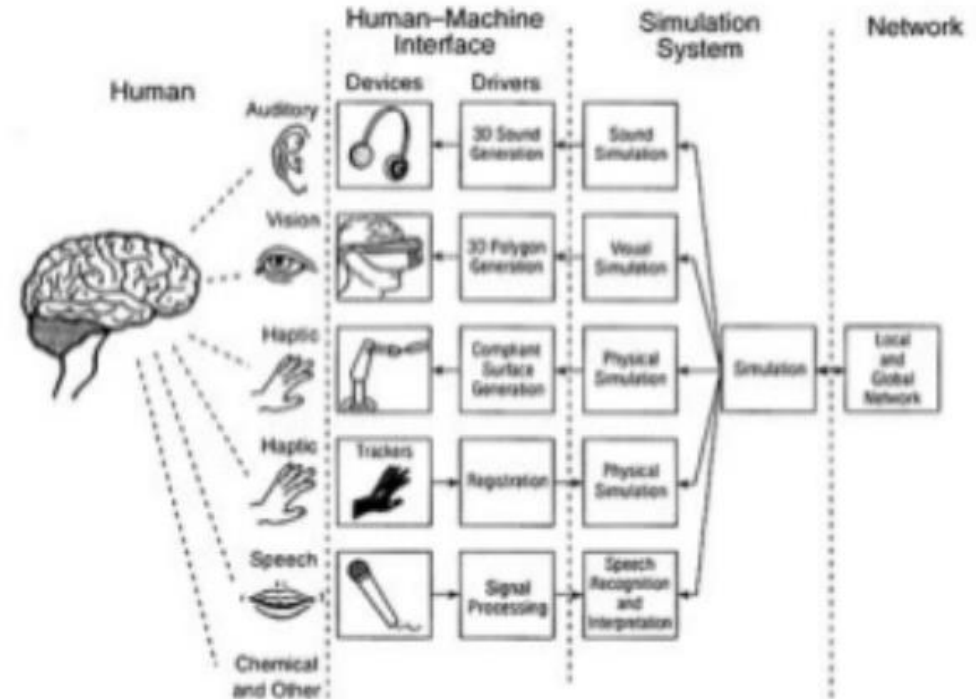 Human–Machine
Interface
Simulation
System
Network
Human
Devices
Drivers
Auditory
3D Sound
Generation
Sound
Simulation
Vision
3D Polygon
Generation
Visual
Simulation
Haptic
Compliant
Surface
Generation
Physical
Simulation
Simulation
Local
and
Global
Network
Haptic
Trackers
Registration
Physical
Simulation
Speech
Signal
Processing
Speech
Recognition
and
Interpretation
Chemical
and Other